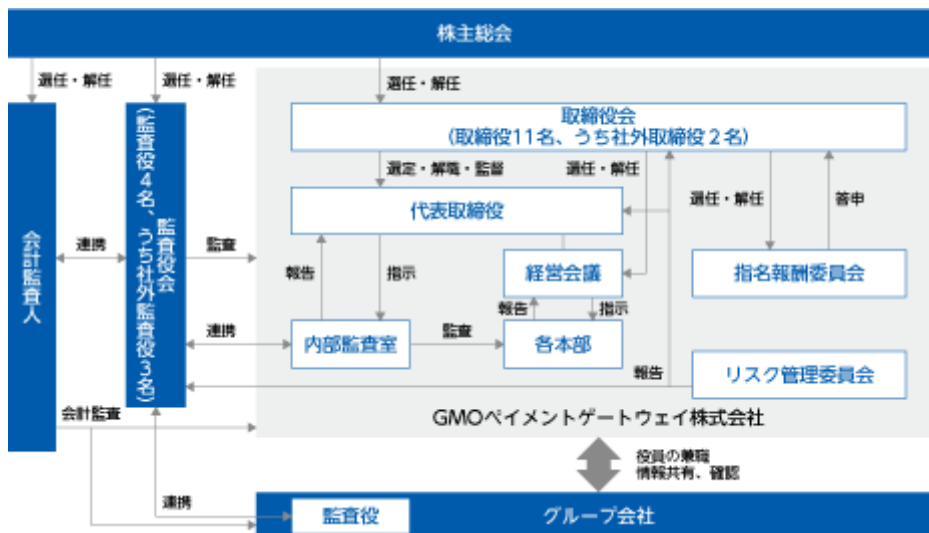 株主総会
選任・解任
選任・解任
選任・解任
取締役会
（取締役11名、うち社外取締役２名）
選定・解職・監督
選任・解任
選任・解任
答申
代表取締役
会計監査人
連携
監査役会
（監査役４名、うち社外監査役３名）
監査
報告
指示
経営会議
指名報酬委員会
報告
指示
連携
内部監査室
監査
各本部
報告
リスク管理委員会
会計監査
GMOペイメントゲートウェイ株式会社
役員の兼職
情報共有、確認
連携
監査役
グループ会社